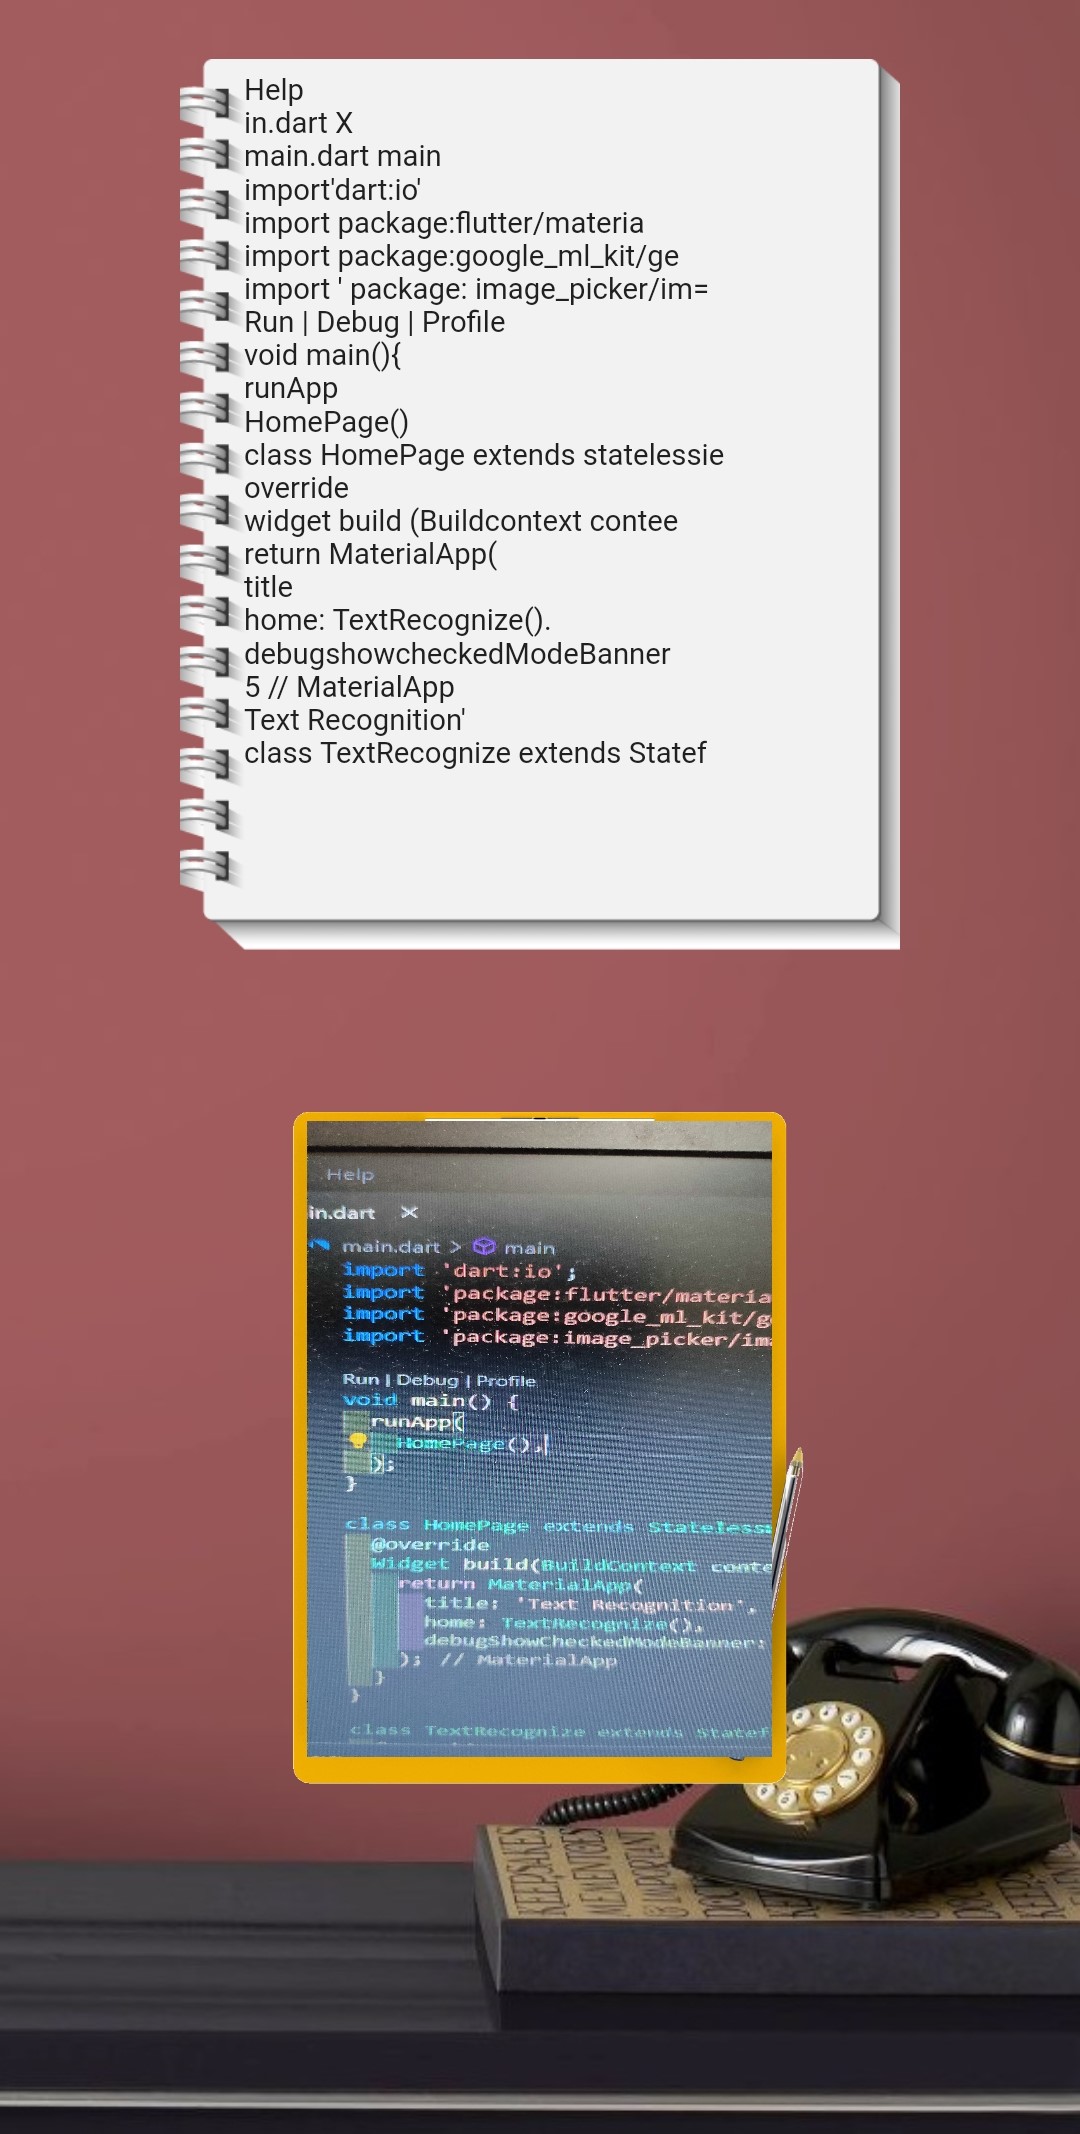 Help
in.dart X
main.dart main
import'dart:io'
import package:flutter/materia
import package:google_ml_kit/ge
import ' package: image_picker/im=
Run | Debug | Profile
void main(){
runApp
HomePage()
class HomePage extends statelessie
override
widget build (Buildcontext contee
return MaterialApp(
title
home: TextRecognize().
debugshowcheckedModeBanner
5 // MaterialApp
Text Recognition'
class TextRecognize extends Statef
Help
in.dart X
main.dart > main
import 'dart:io';
import 'package:flutter/materia
import 'package:google_ml_kit/g
import 'package:image_picker/im
Run | Debug | Profile
void main() {
runApp(
HomePage(),
);
}
class HomePage extends Stateless
@override
Widget build(BuildContext conte
return MaterialApp(
title: 'Text Recognition',
home: TextRecognize(),
debugShowCheckedModeBanner:
); // MaterialApp
}
}
class TextRecognize extends Statef
KEEPSAKES
MEMENTOES